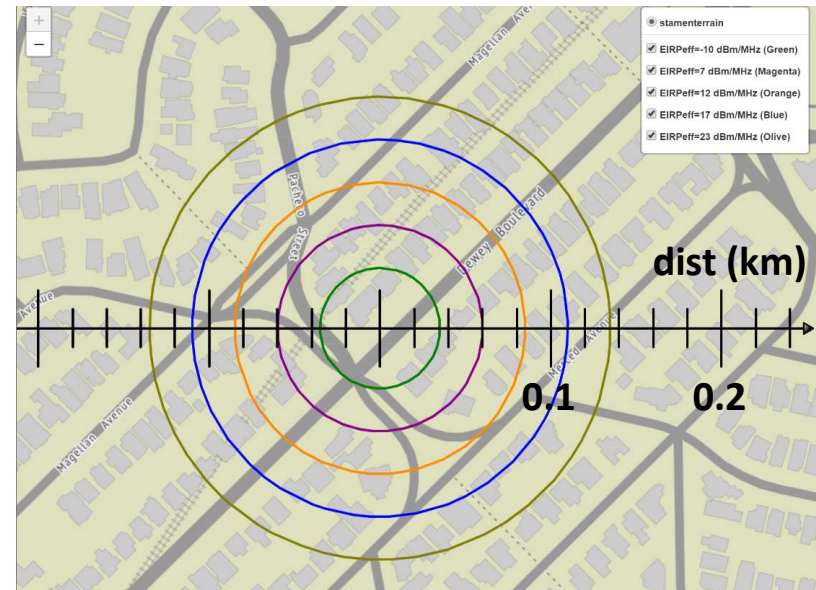 +
Magellan Avenue
stamenterrain
−
EIRPeff=-10 dBm/MHz (Green)
EIRPeff=7 dBm/MHz (Magenta)
EIRPeff=12 dBm/MHz (Orange)
EIRPeff=17 dBm/MHz (Blue)
EIRPeff=23 dBm/MHz (Olive)
Pacheco
Street
Dewey Boulevard
dist (km)
Avenue
Merced Avenue
0.1
0.2
Magellan Avenue